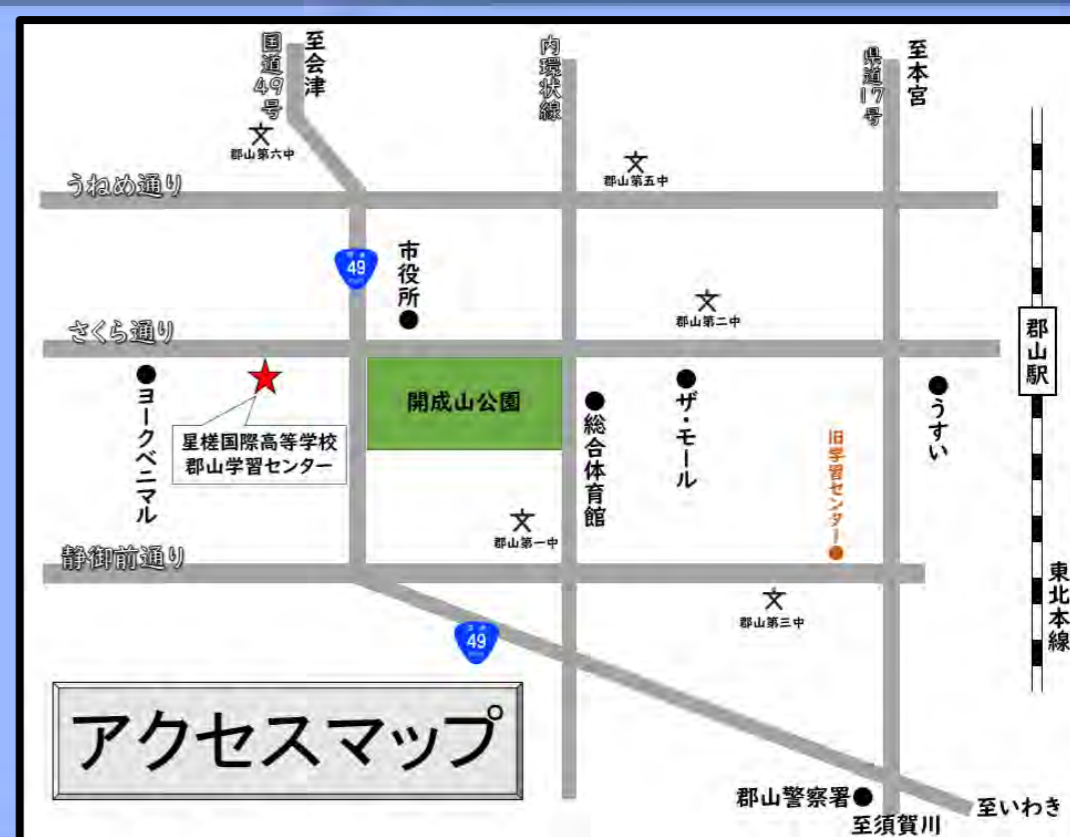 国道49号
至会津
内環状線
県道17号
至本宮
郡山第六中
郡山第五中
うねめ通り
49
市役所
郡山第二中
さくら通り
郡山駅
ヨークベニマル
星槎国際高等学校
郡山学習センター
開成山公園
総合体育館
ザ・モール
旧学習センター
うすい
郡山第一中
静御前通り
郡山第三中
東北本線
49
アクセスマップ
郡山警察署
至いわき
至須賀川